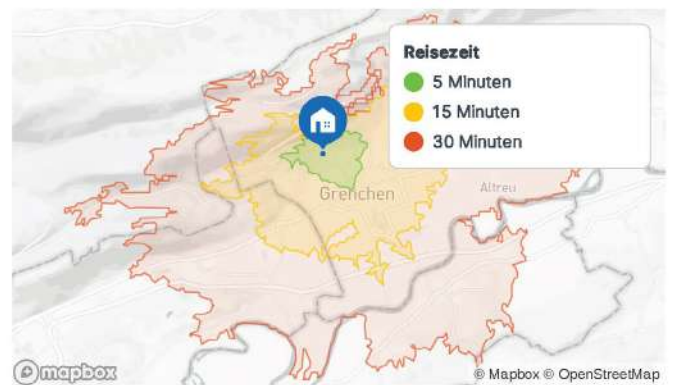 Reisezeit
5 Minuten
15 Minuten
30 Minuten
Grenchen
Altreu
mapbox
© Mapbox © OpenStreetMap